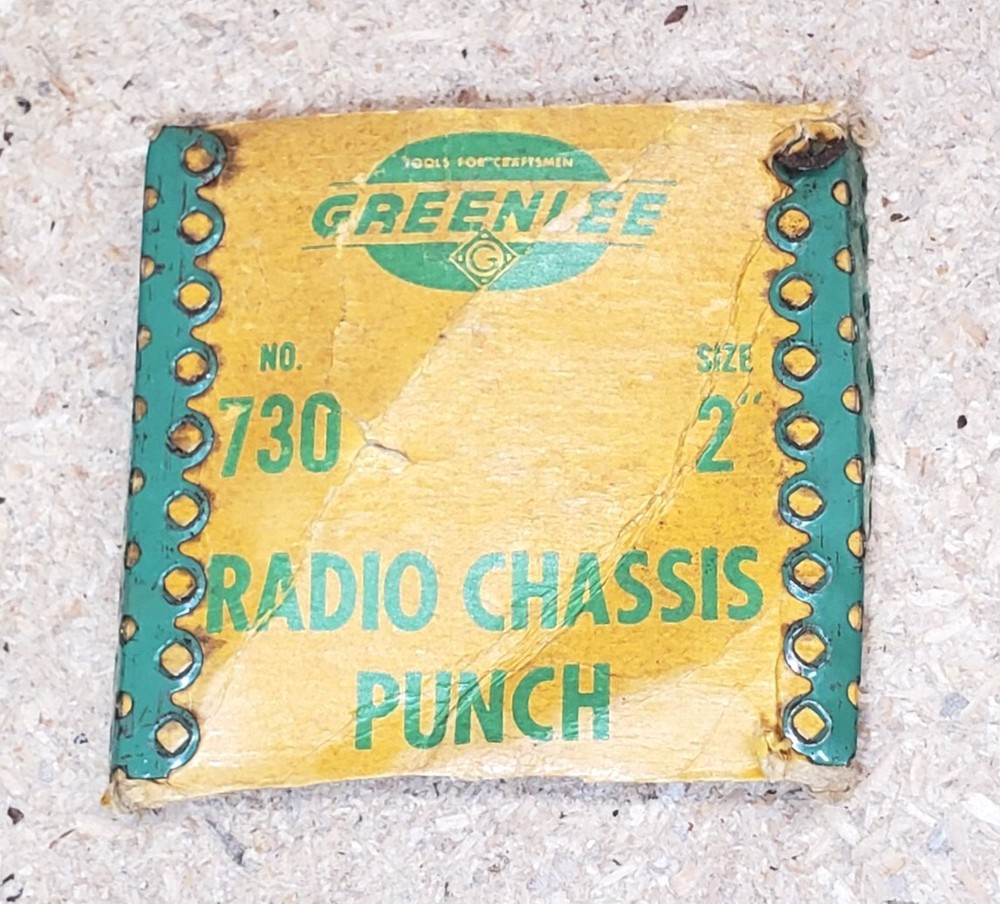 TOOLS FOR CRAFTSMEN
GREENLEE
G
NO. SIZE
730 2"
RADIO CHASSIS
PUNCH